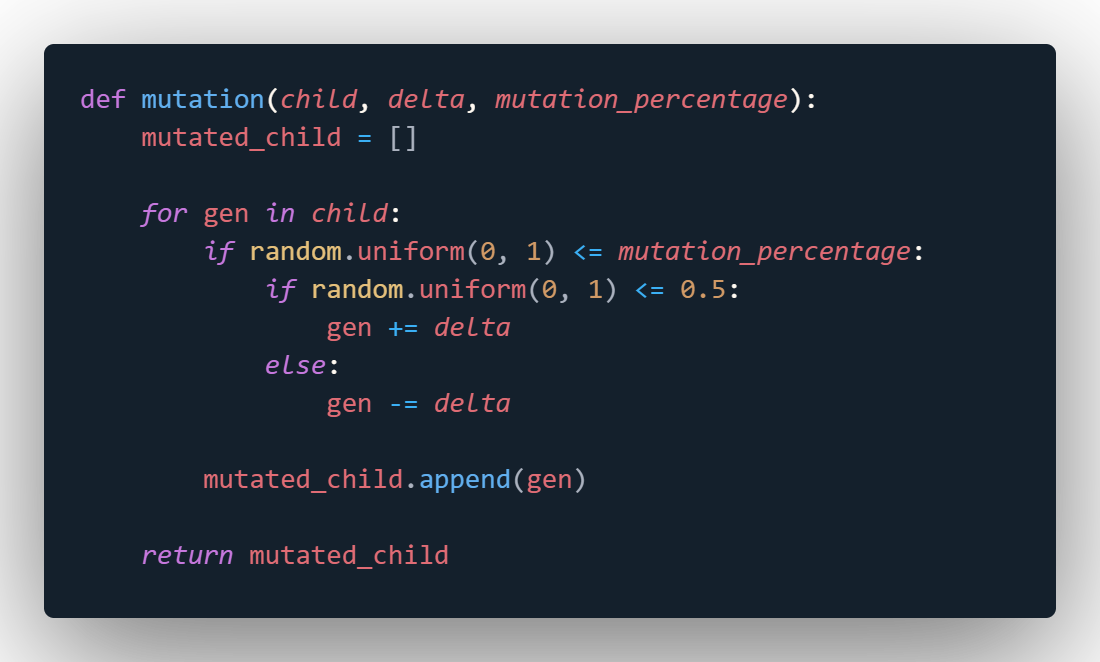 def mutation(child, delta, mutation_percentage):
    mutated_child = []

    for gen in child:
        if random.uniform(0, 1) <= mutation_percentage:
            if random.uniform(0, 1) <= 0.5:
                gen += delta
            else:
                gen -= delta

        mutated_child.append(gen)

    return mutated_child